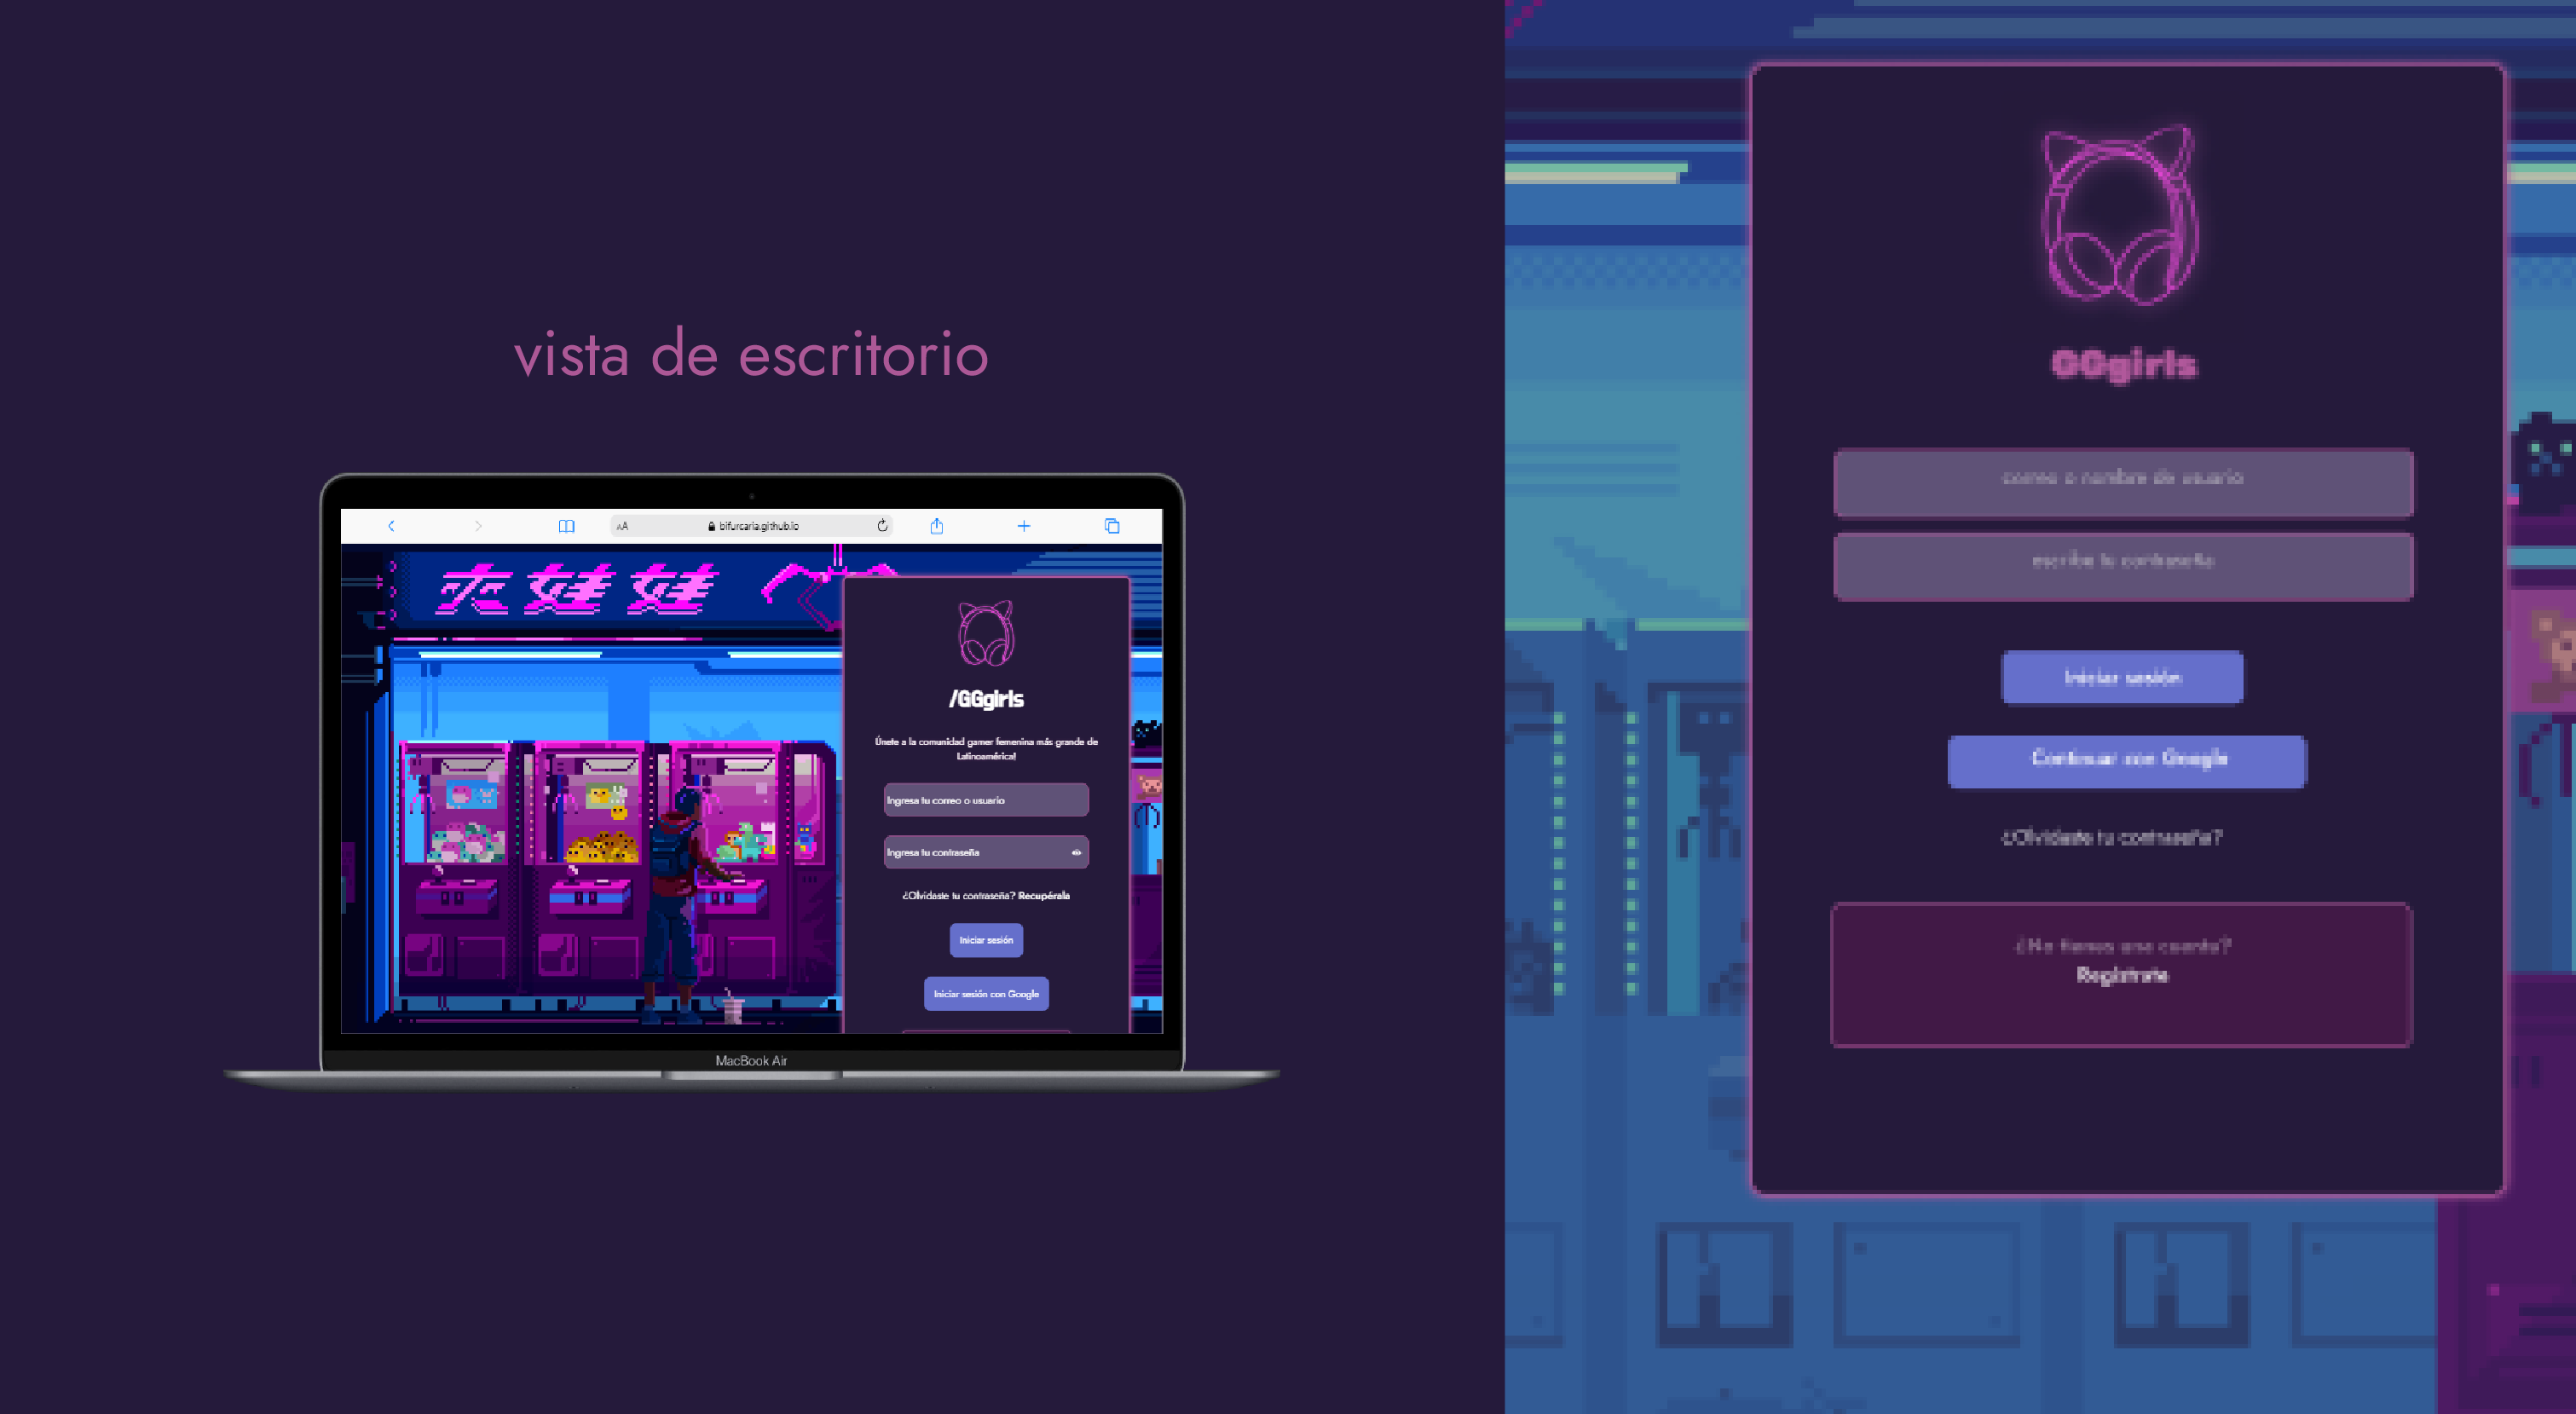 vista de escritorio
AA
bifurcaria.github.io
/GGgirls
Únete a la comunidad gamer femenina más grande de
Latinoamérica!
Ingresa tu correo o usuario
Ingresa tu contraseña
¿Olvidaste tu contraseña? Recupérala
Iniciar sesión
Iniciar sesión con Google
MacBook Air
GGgirls
correo o nombre de usuario
escribe tu contraseña
Iniciar sesión
Continuar con Google
¿Olvidaste tu contraseña?
¿No tienes una cuenta?
Regístrate